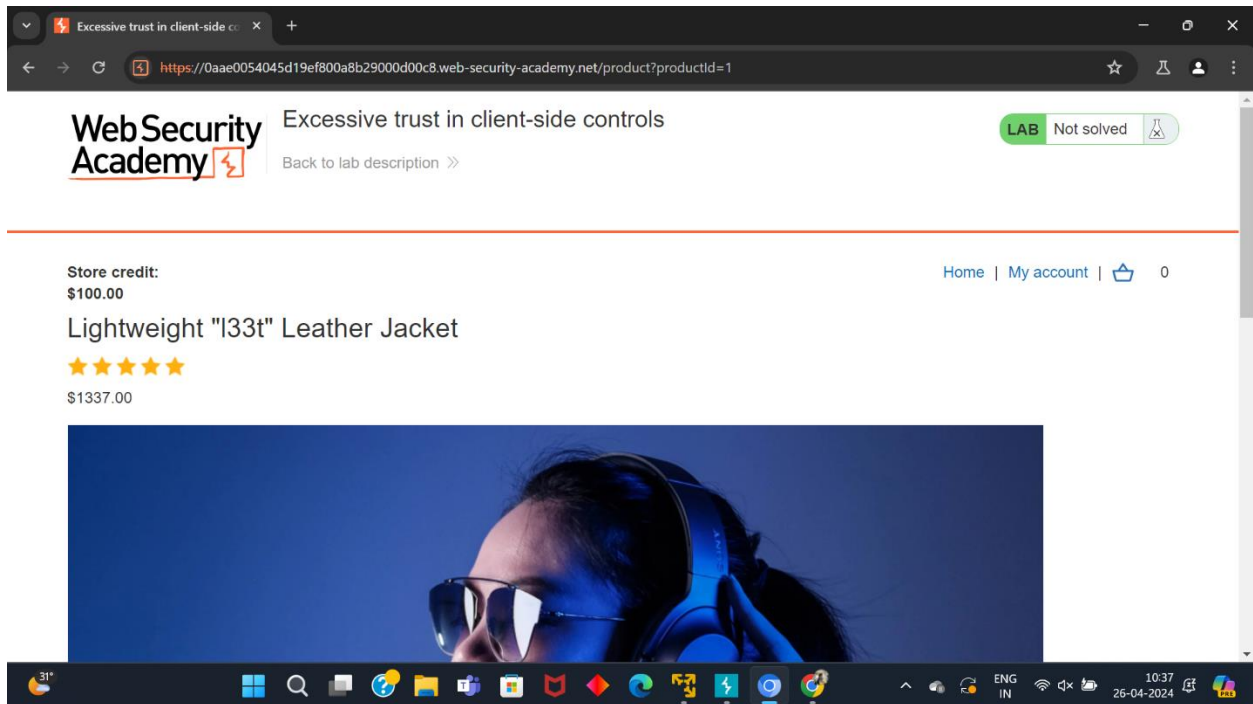 Excessive trust in client-side co
https://0aae0054045d19ef800a8b29000d00c8.web-security-academy.net/product?productId=1
Web Security
Academy
Excessive trust in client-side controls
Back to lab description
LAB Not solved
Store credit:
$100.00
Home | My account | 0
Lightweight "l33t" Leather Jacket
$1337.00
31°
ENG
IN
10:37
26-04-2024